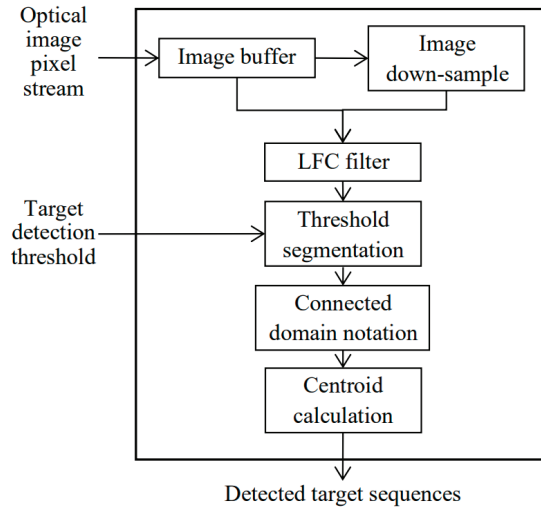 Optical
image
pixel
stream
Image buffer
Image
down-sample
LFC filter
Target
detection
threshold
Threshold
segmentation
Connected
domain notation
Centroid
calculation
Detected target sequences